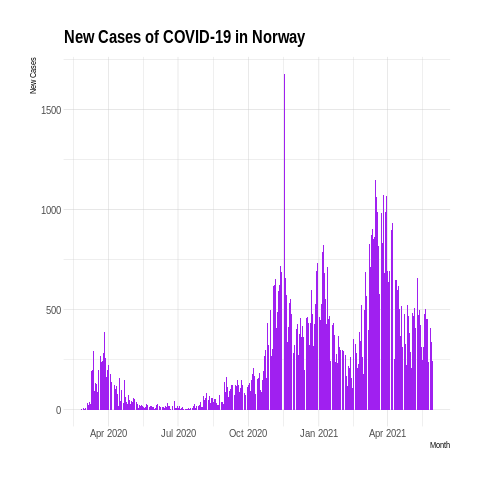 New Cases of COVID-19 in Norway
New Cases
1500
1000
500
0
Apr 2020 Jul 2020 Oct 2020 Jan 2021 Apr 2021
Month